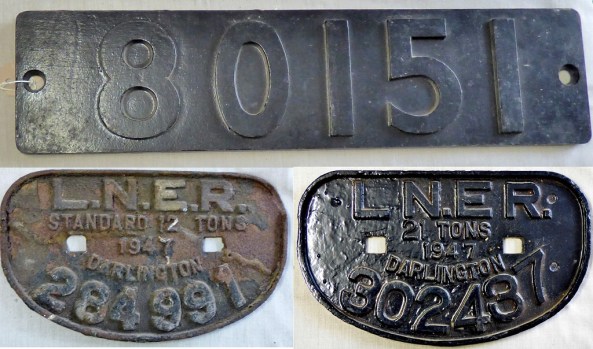 80151
L.N.E.R.
STANDARD 12 TONS
1947
DARLINGTON
284991
L.N.E.R.
21 TONS
1947
DARLINGTON
302437